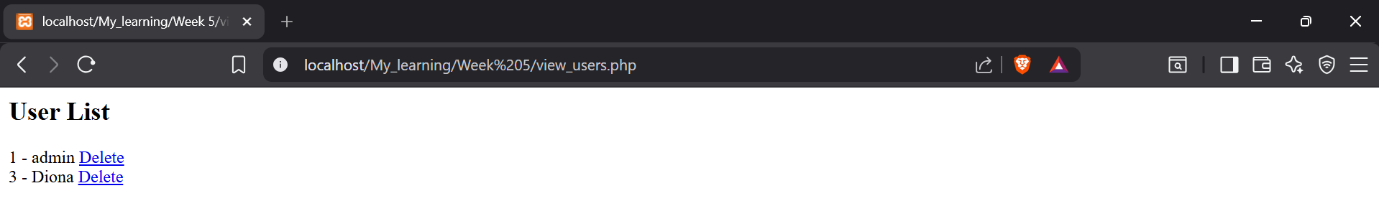 localhost/My_learning/Week 5/vi
localhost/My_learning/Week%205/view_users.php
User List
1 - admin Delete
3 - Diona Delete